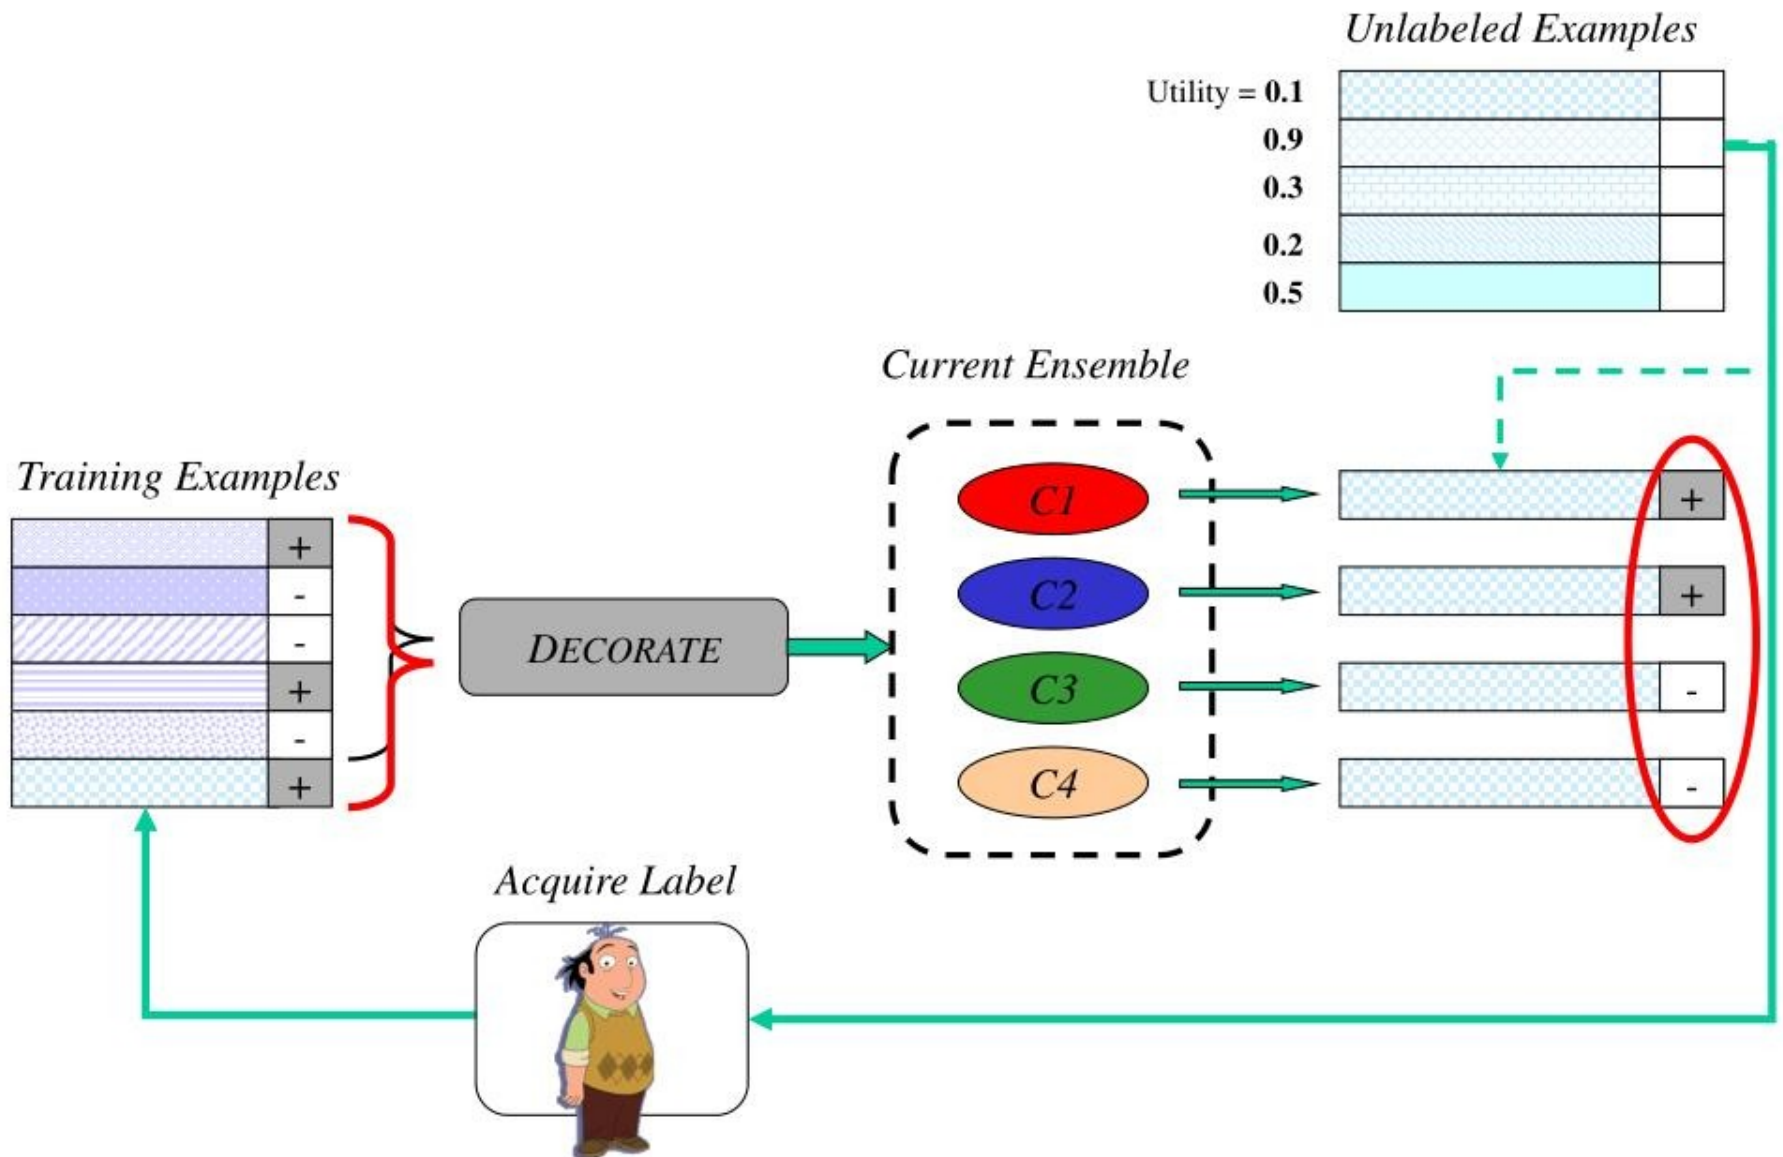 Unlabeled Examples
Utility = 0.1
0.9
0.3
0.2
0.5
Current Ensemble
Training Examples
+
-
-
+
-
+
DECORATE
C1
C2
C3
C4
+
+
-
-
Acquire Label